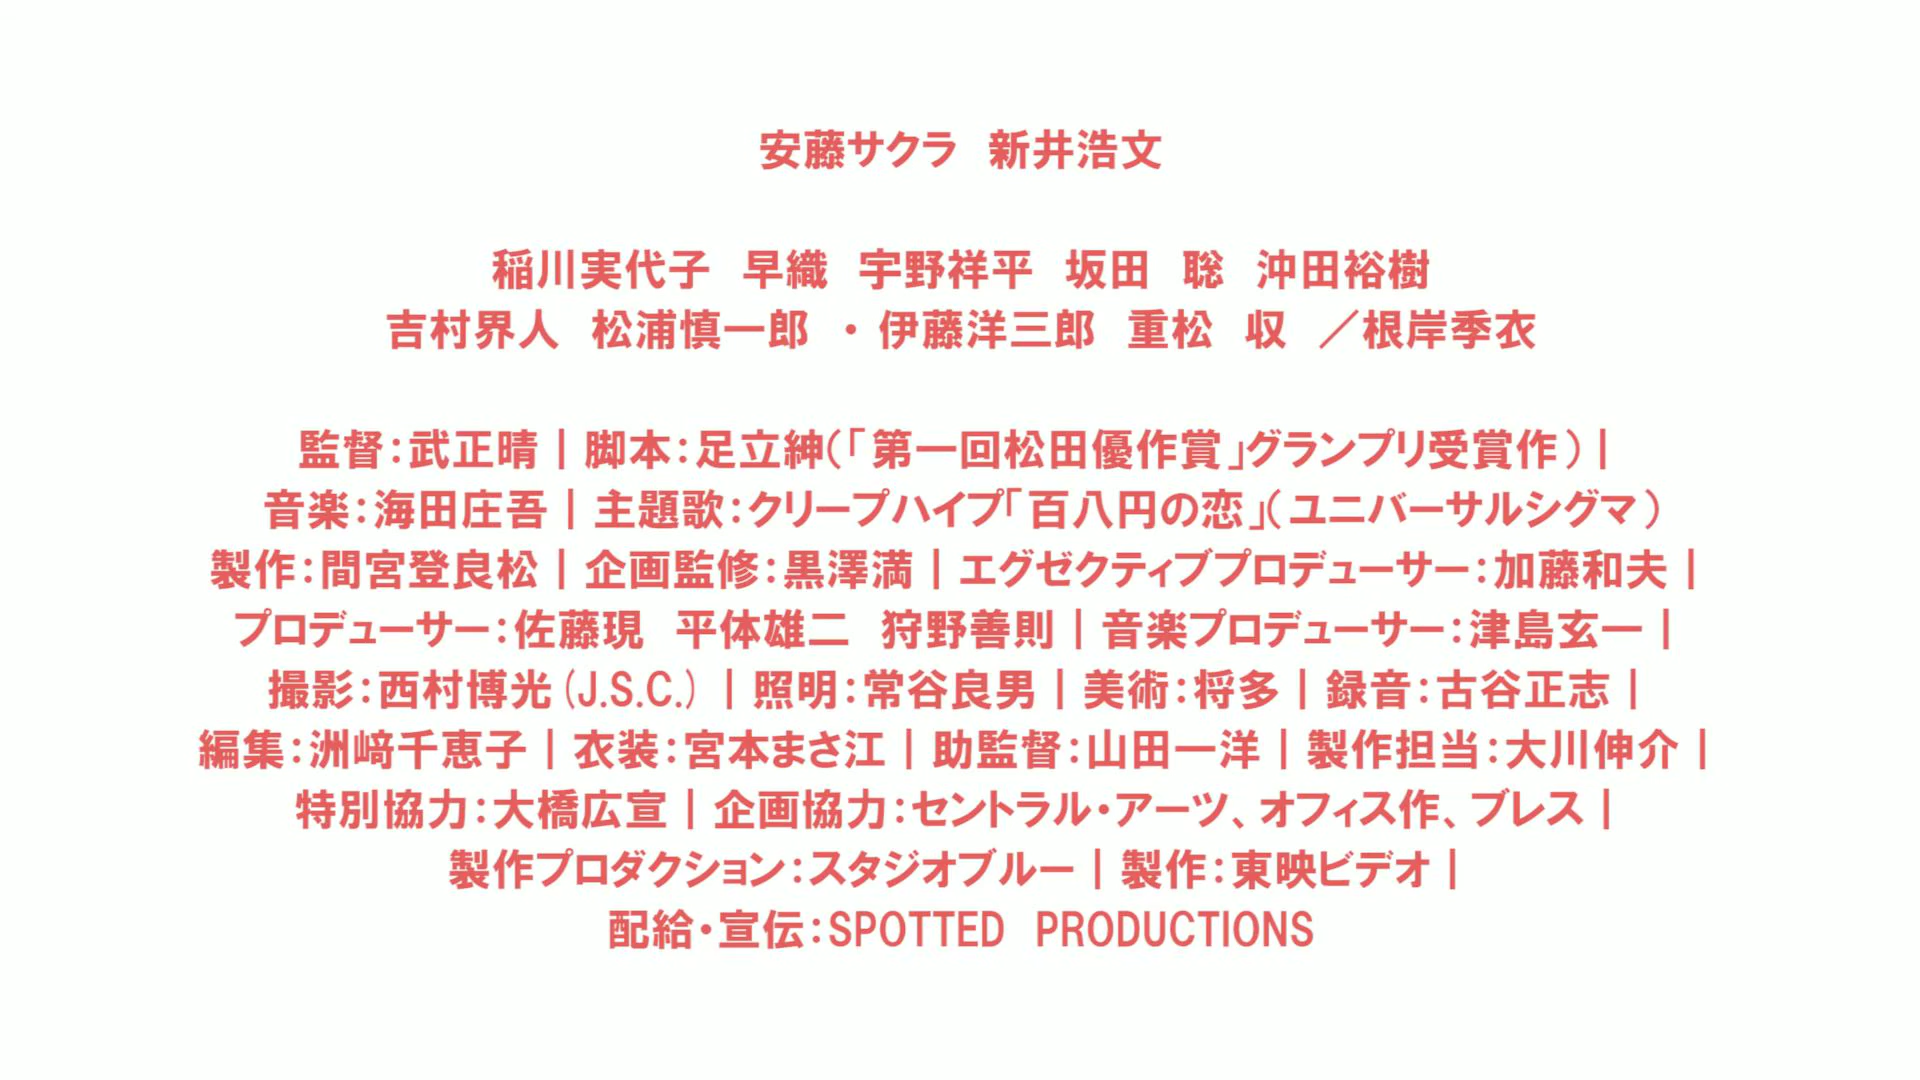 安藤サクラ　新井浩文
稲川実代子　早織　宇野祥平　坂田　聡　沖田裕樹
吉村界人　松浦慎一郎　・伊藤洋三郎　重松　収　／根岸季衣
監督：武正晴｜脚本：足立紳（「第一回松田優作賞」グランプリ受賞作）｜
音楽：海田庄吾｜主題歌：クリープハイプ「百八円の恋」（ユニバーサルシグマ）
製作：間宮登良松｜企画監修：黒澤満｜エグゼクティブプロデューサー：加藤和夫｜
プロデューサー：佐藤現　平体雄二　狩野善則｜音楽プロデューサー：津島玄一｜
撮影：西村博光(J.S.C.)｜照明：常谷良男｜美術：将多｜録音：古谷正志｜
編集：洲﨑千恵子｜衣装：宮本まさ江｜助監督：山田一洋｜製作担当：大川伸介｜
特別協力：大橋広宣｜企画協力：セントラル・アーツ、オフィス作、ブレス｜
製作プロダクション：スタジオブルー｜製作：東映ビデオ｜
配給・宣伝：SPOTTED　PRODUCTIONS